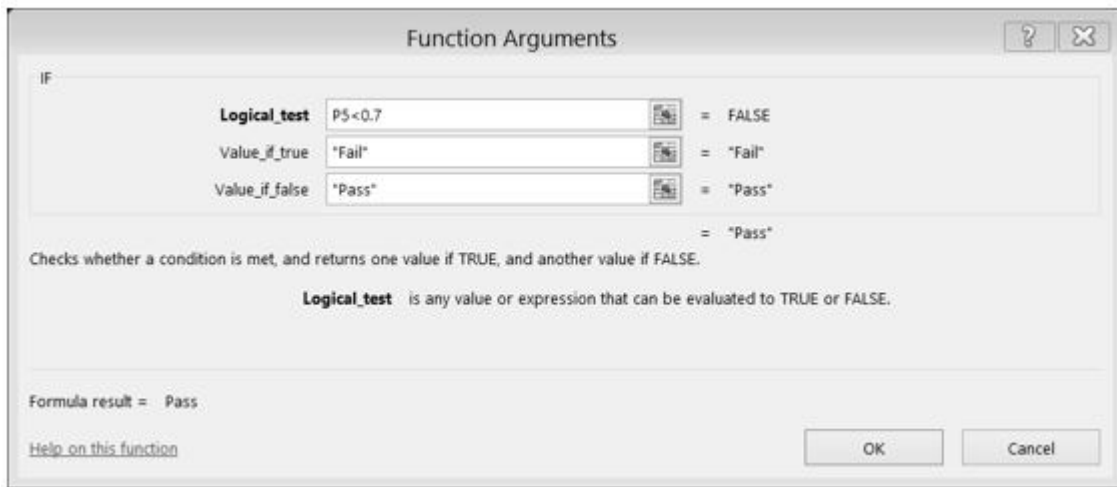 Function Arguments
IF
Logical_test P5<0.7 = FALSE
Value_if_true "Fail" = "Fail"
Value_if_false "Pass" = "Pass"
= "Pass"
Checks whether a condition is met, and returns one value if TRUE, and another value if FALSE.
Logical_test is any value or expression that can be evaluated to TRUE or FALSE.
Formula result = Pass
Help on this function OK Cancel